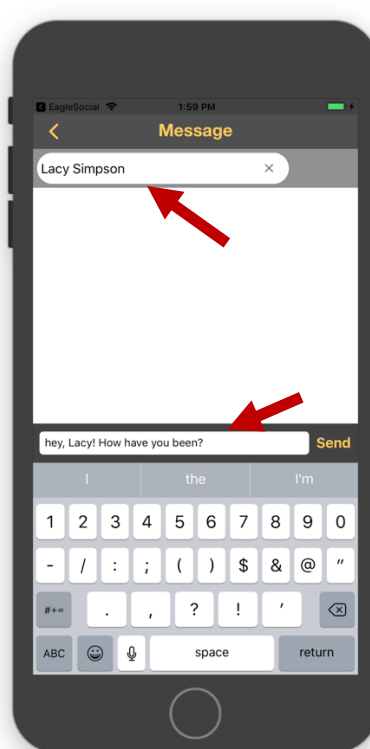 EagleSocial 1:59 PM
Message
Lacy Simpson ×
hey, Lacy! How have you been? Send
I the I'm
1 2 3 4 5 6 7 8 9 0
- / : ; ( ) $ & @ "
#+= . , ? ! '
ABC space return